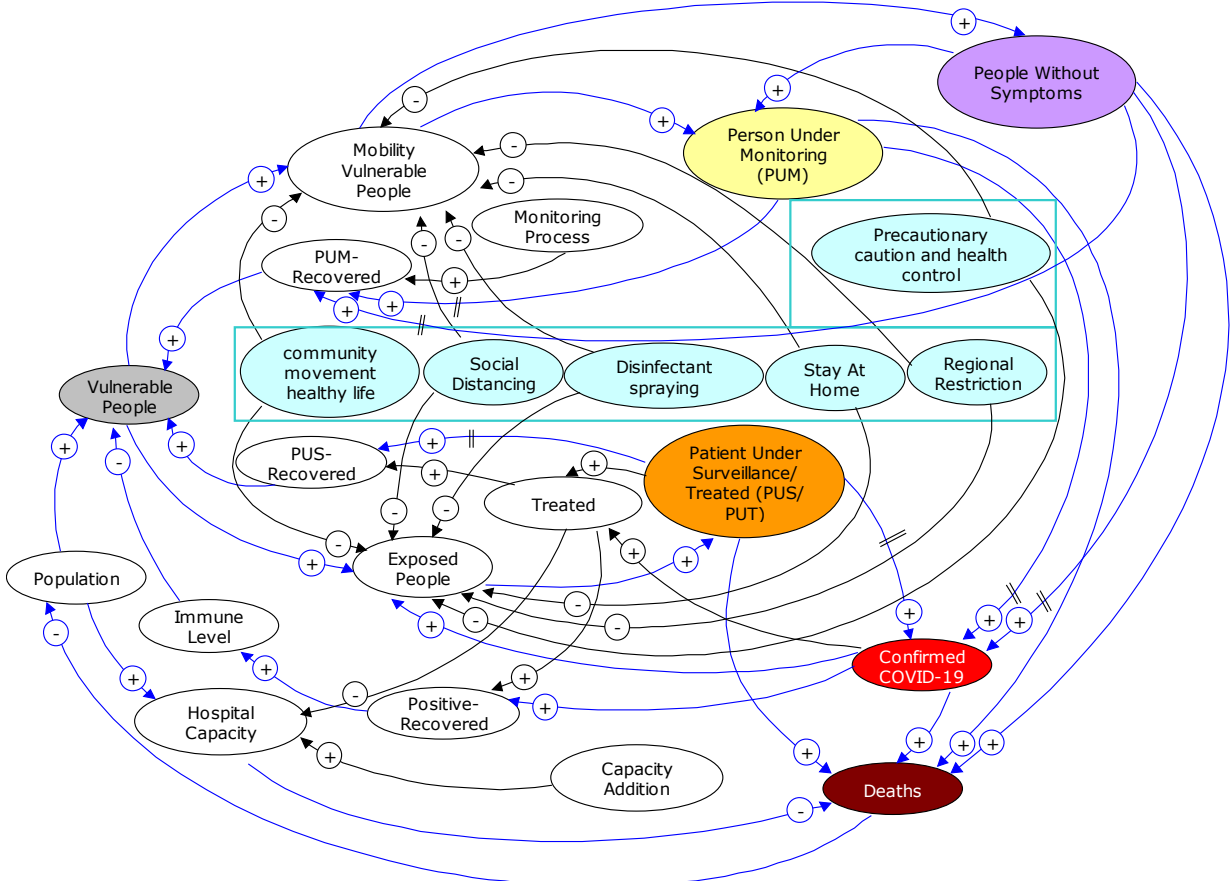 People Without
Symptoms
Person Under
Monitoring
(PUM)
Mobility
Vulnerable
People
Monitoring
Process
Precautionary
caution and health
control
PUM-
Recovered
community
movement
healthy life
Social
Distancing
Disinfectant
spraying
Stay At
Home
Regional
Restriction
Vulnerable
People
PUS-
Recovered
Treated
Patient Under
Surveillance/
Treated (PUS/
PUT)
Exposed
People
Population
Immune
Level
Confirmed
COVID-19
Hospital
Capacity
Positive-
Recovered
Capacity
Addition
Deaths